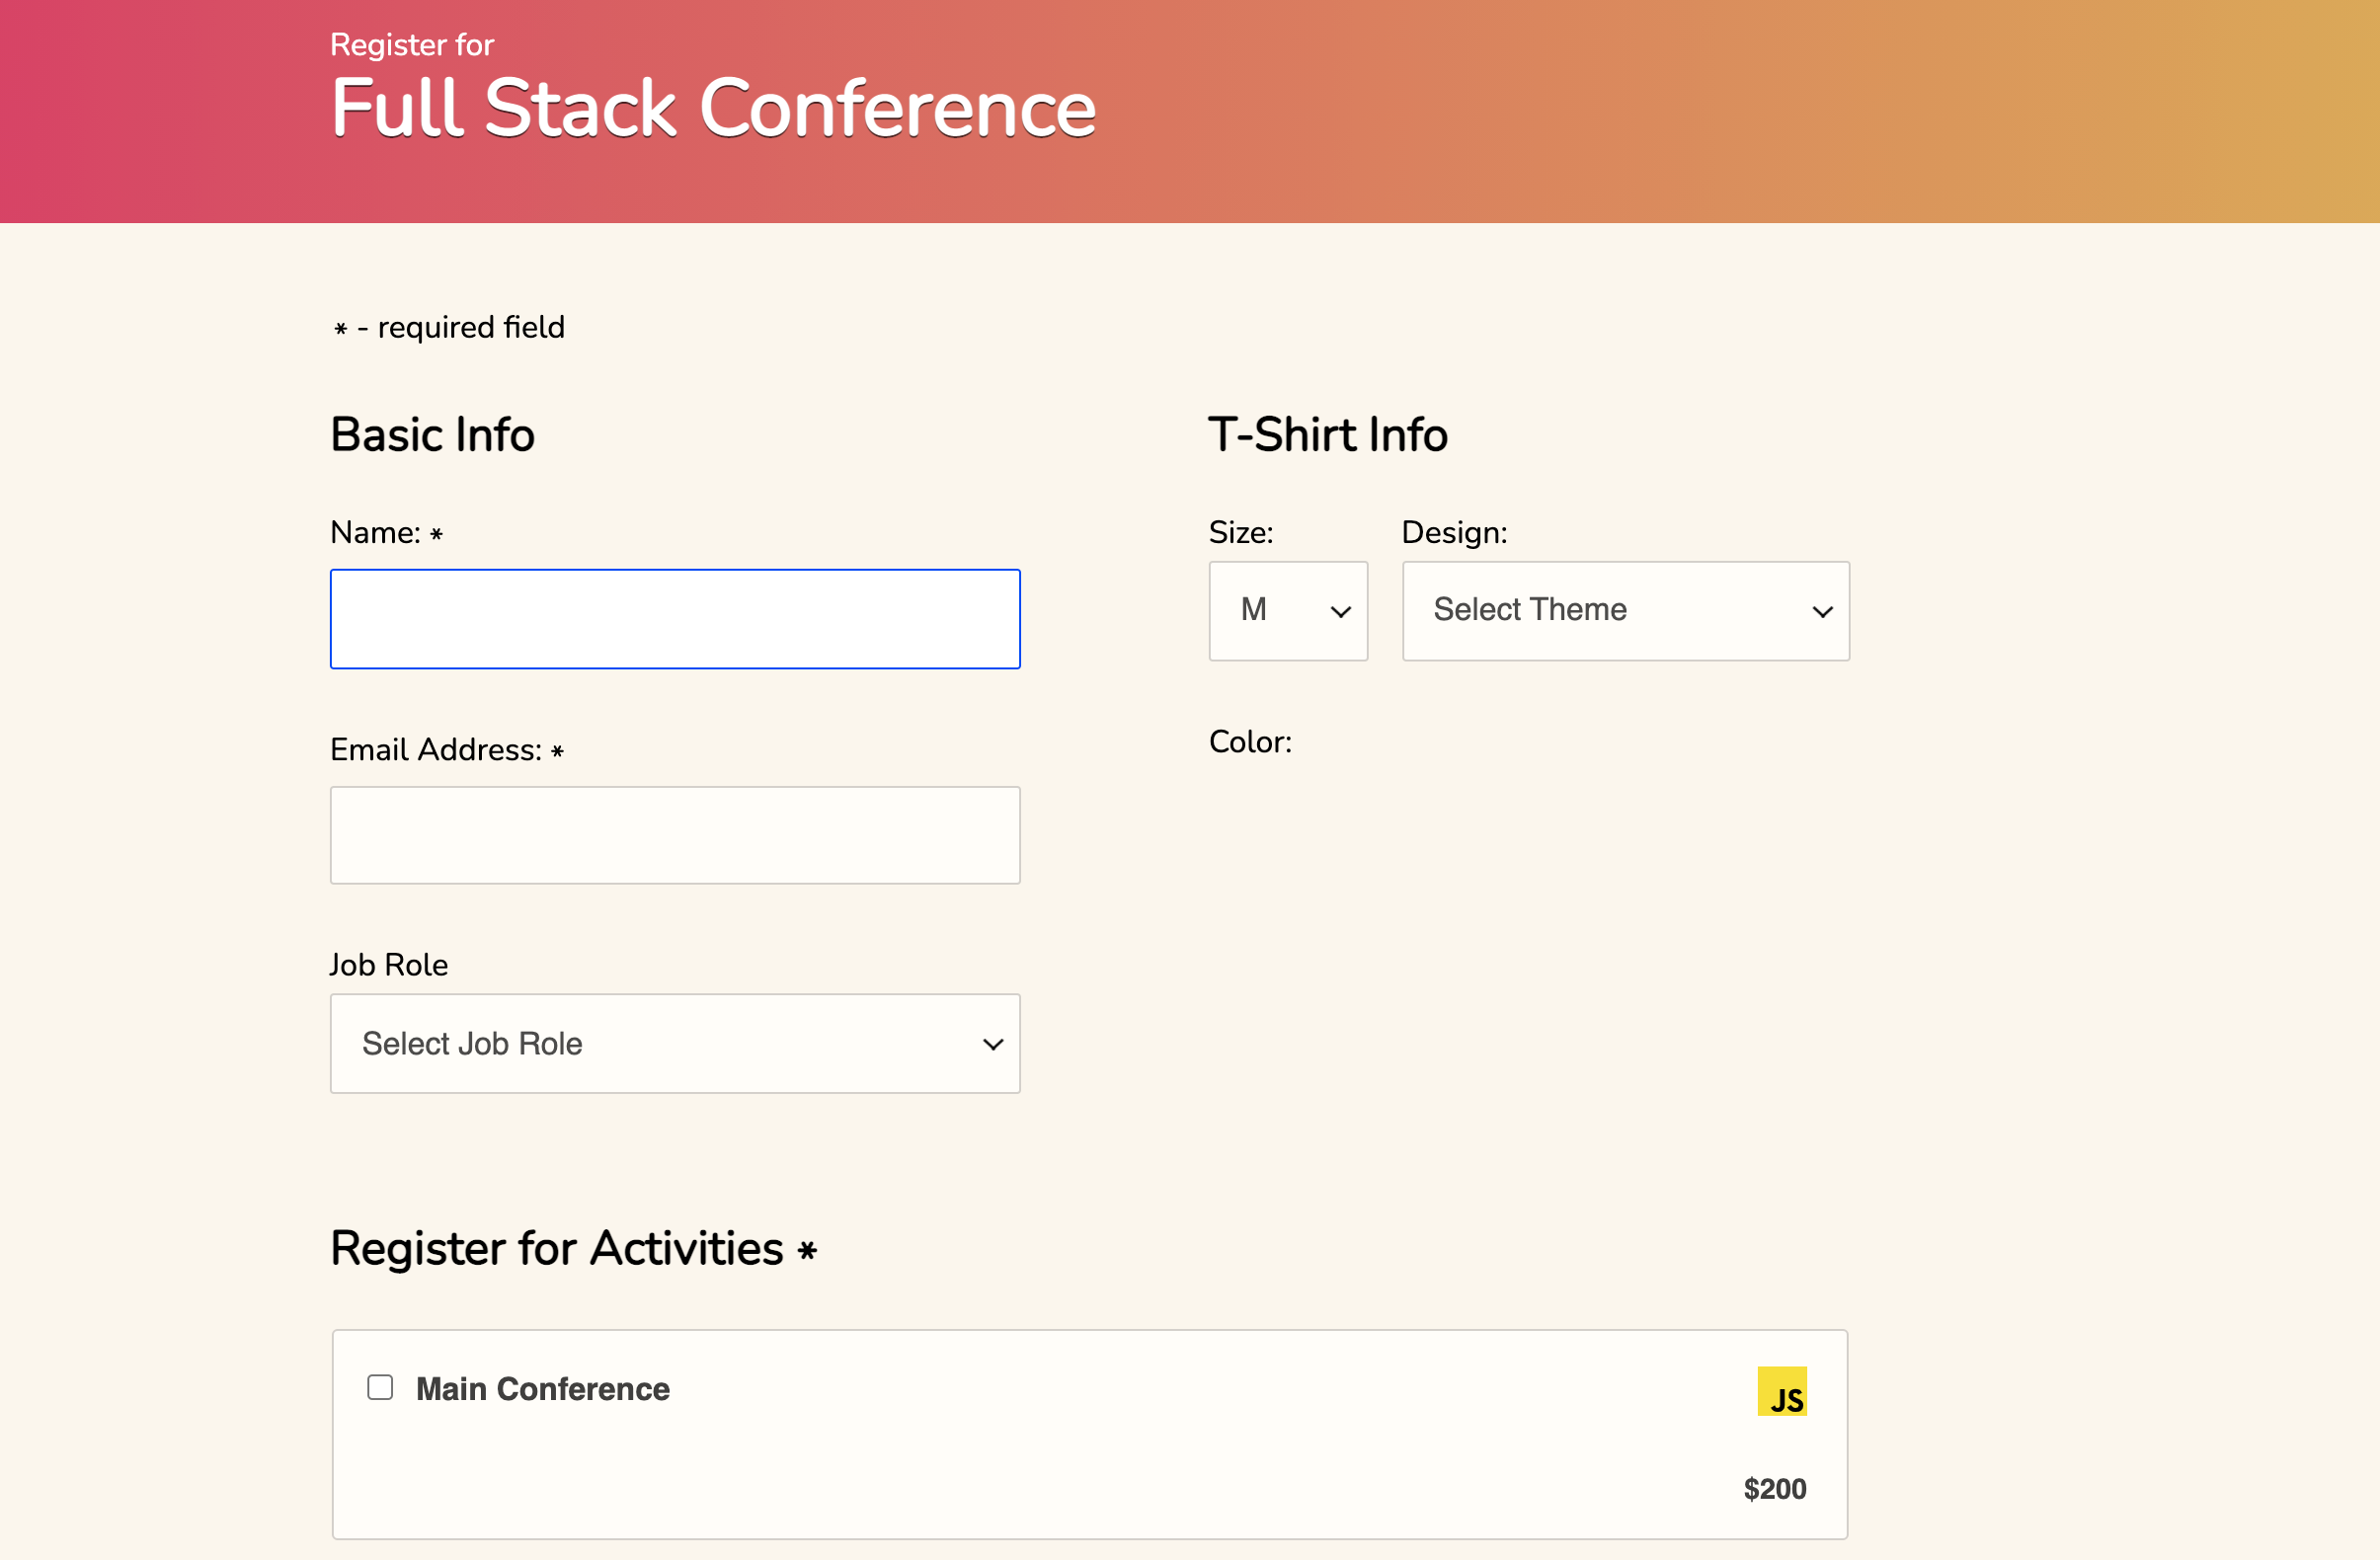 Register for
Full Stack Conference
* - required field
Basic Info
Name: *
Email Address: *
Job Role
Select Job Role
T-Shirt Info
Size:
M
Design:
Select Theme
Color:
Register for Activities *
Main Conference
JS
$200